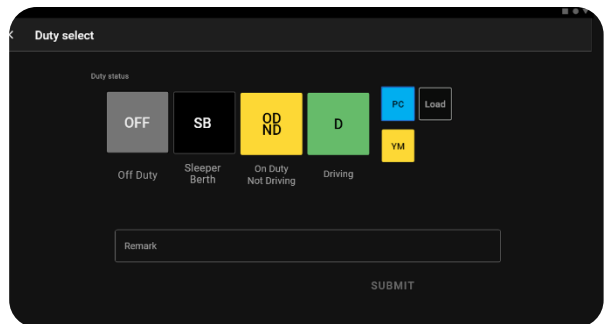 Duty select
Duty status
OFF
SB
OD
ND
D
PC
Load
YM
Off Duty
Sleeper
Berth
On Duty
Not Driving
Driving
Remark
SUBMIT